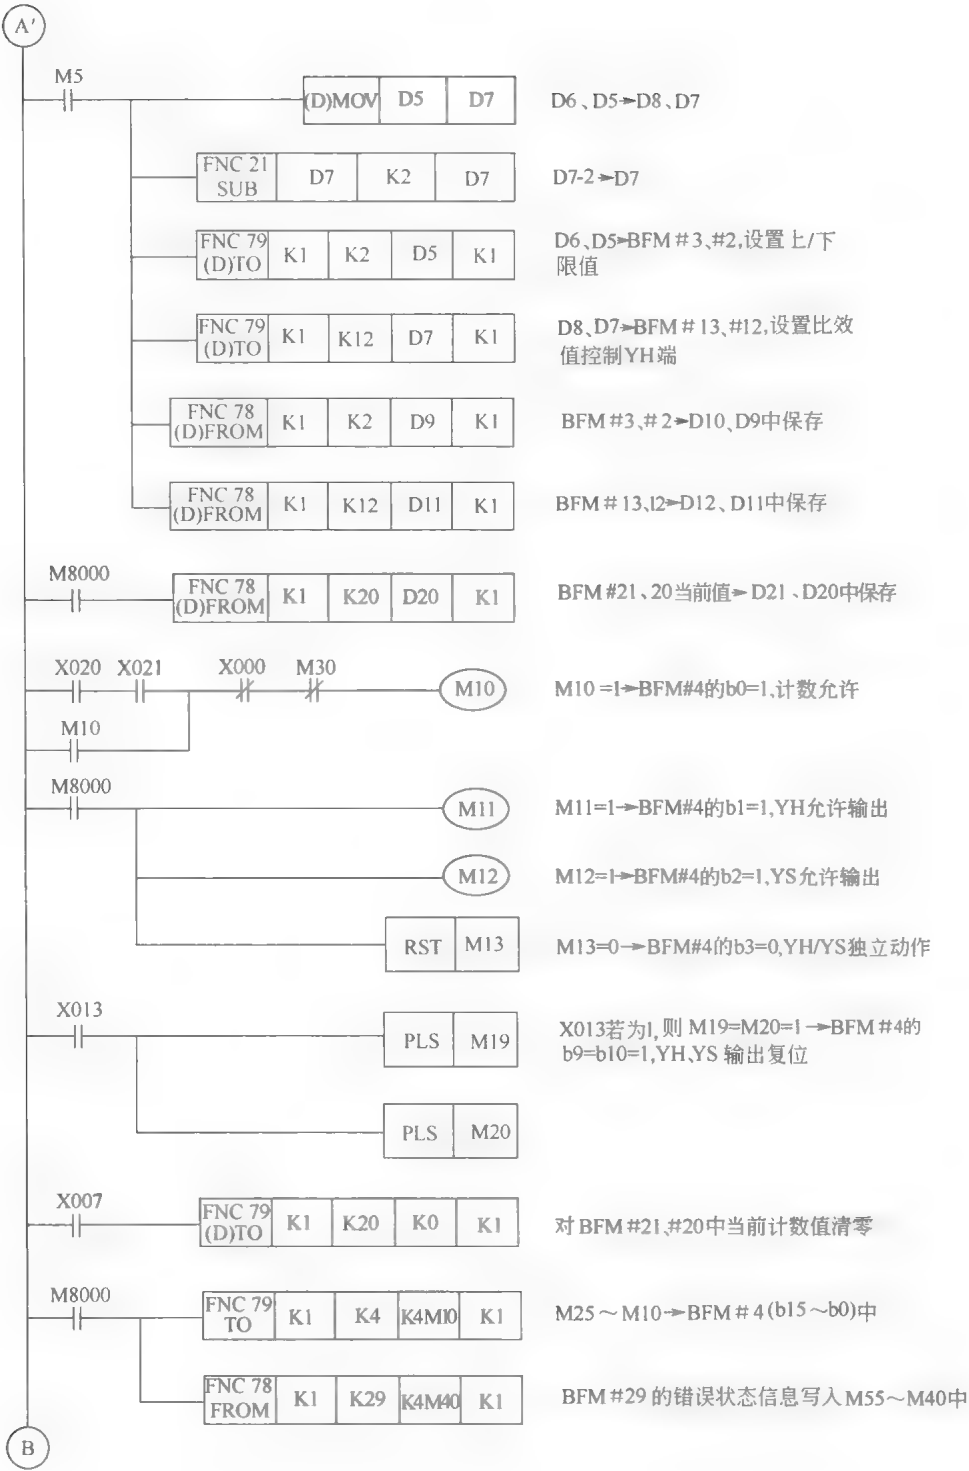 A′
M5
(D)MOV D5 D7 D6、D5→D8、D7
FNC 21
SUB D7 K2 D7 D7-2→D7
FNC 79
(D)TO K1 K2 D5 K1 D6、D5→BFM#3、#2,设置上/下
限值
FNC 79
(D)TO K1 K12 D7 K1 D8、D7→BFM#13、#12,设置比效
值控制YH端
FNC 78
(D)FROM K1 K2 D9 K1 BFM#3、#2→D10、D9中保存
FNC 78
(D)FROM K1 K12 D11 K1 BFM#13、12→D12、D11中保存
M8000
FNC 78
(D)FROM K1 K20 D20 K1 BFM#21、20当前值→D21、D20中保存
X020 X021 X000 M30
M10 M10=1→BFM#4的b0=1,计数允许
M10
M8000
M11 M11=1→BFM#4的b1=1,YH允许输出
M12 M12=1→BFM#4的b2=1,YS允许输出
RST M13 M13=0→BFM#4的b3=0,YH/YS独立动作
X013
PLS M19 X013若为1,则M19=M20=1→BFM#4的
b9=b10=1,YH、YS输出复位
PLS M20
X007
FNC 79
(D)TO K1 K20 K0 K1 对BFM#21、#20中当前计数值清零
M8000
FNC 79
TO K1 K4 K4M10 K1 M25～M10→BFM#4(b15～b0)中
FNC 78
FROM K1 K29 K4M40 K1 BFM#29的错误状态信息写入M55～M40中
B